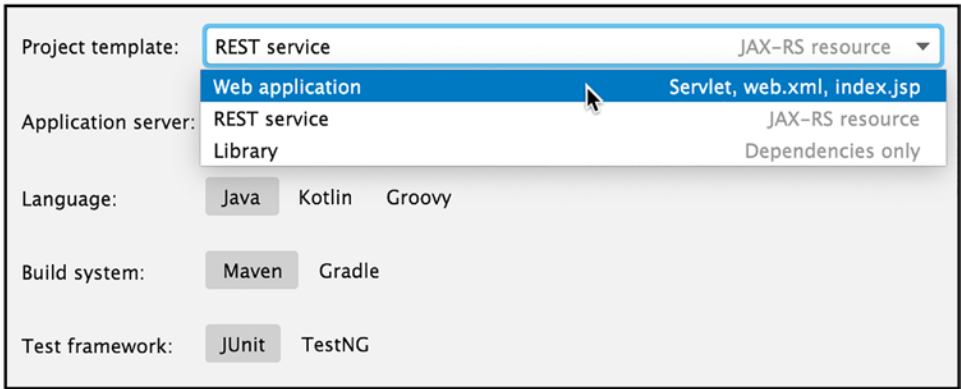 Project template: REST service JAX-RS resource
Web application Servlet, web.xml, index.jsp
Application server: REST service JAX-RS resource
Library Dependencies only
Language: Java Kotlin Groovy
Build system: Maven Gradle
Test framework: JUnit TestNG